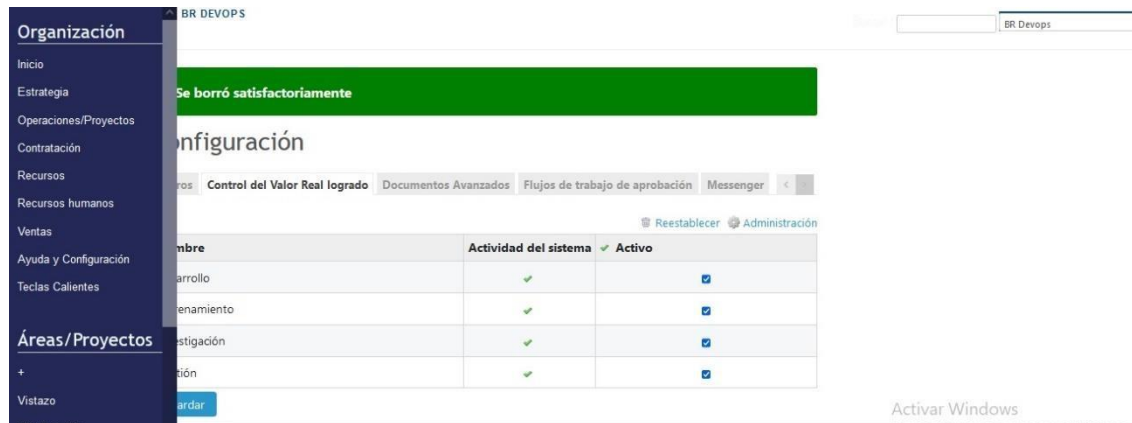 Organización
Inicio
Estrategia
Operaciones/Proyectos
Contratación
Recursos
Recursos humanos
Ventas
Ayuda y Configuración
Teclas Calientes
Áreas/Proyectos
+
Vistazo
BR DEVOPS
BR Devops
Se borró satisfactoriamente
onfiguración
ros Control del Valor Real logrado Documentos Avanzados Flujos de trabajo de aprobación Messenger < >
Reestablecer Administración
mbre Actividad del sistema Activo
arrollo
renamiento
estigación
tión
ardar
Activar Windows